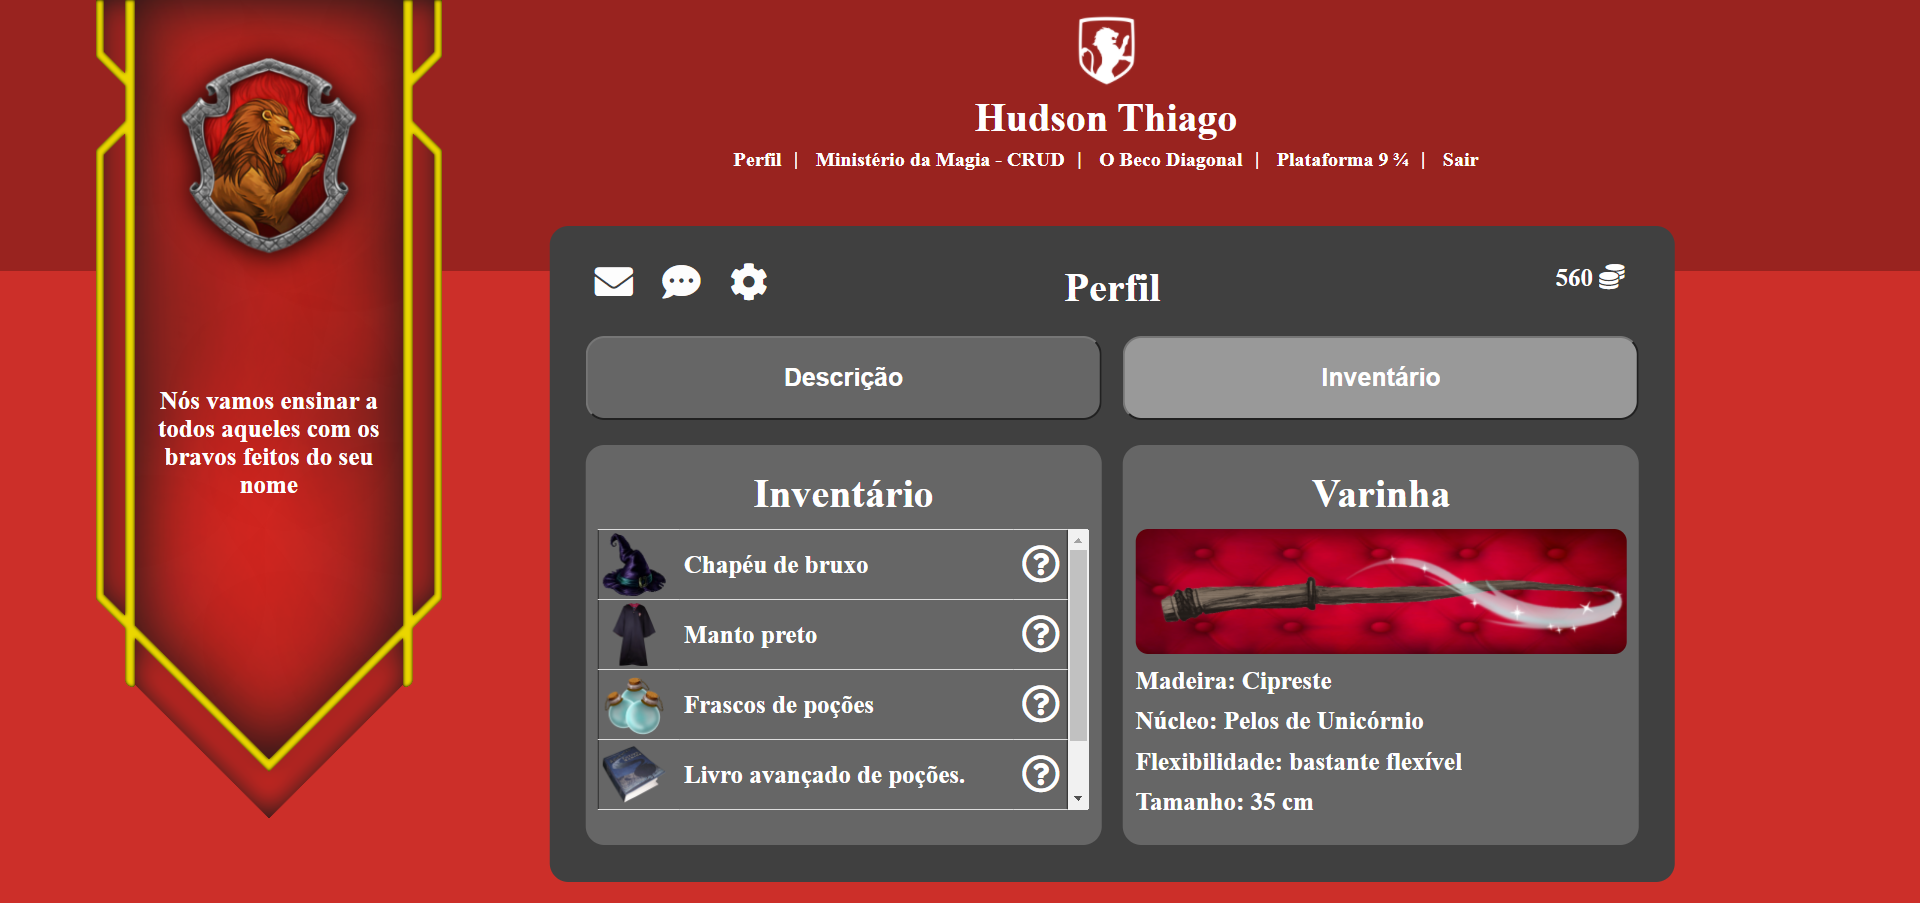 Hudson Thiago
Perfil | Ministério da Magia - CRUD | O Beco Diagonal | Plataforma 9 ¾ | Sair
Nós vamos ensinar a
todos aqueles com os
bravos feitos do seu
nome
Perfil
560
Descrição
Inventário
Inventário
Chapéu de bruxo
Manto preto
Frascos de poções
Livro avançado de poções.
Varinha
Madeira: Cipreste
Núcleo: Pelos de Unicórnio
Flexibilidade: bastante flexível
Tamanho: 35 cm